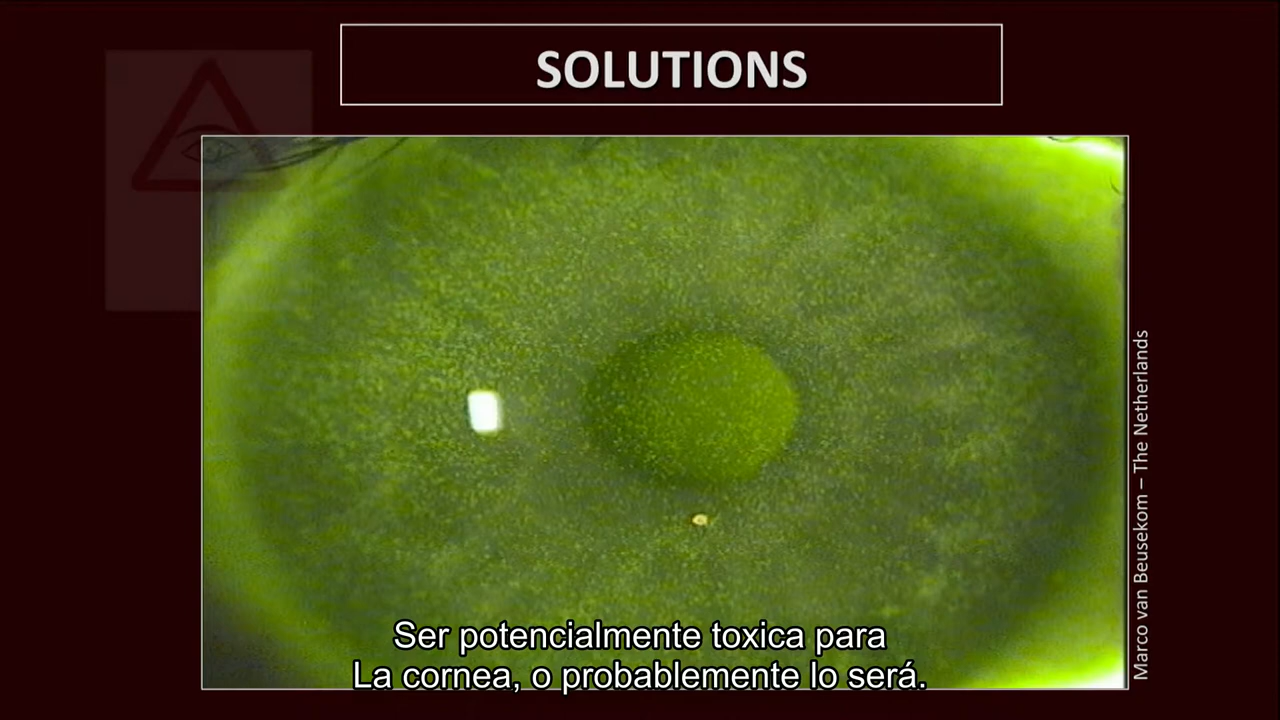 SOLUTIONS
Marco van Beusekom – The Netherlands
Ser potencialmente toxica para
La cornea, o probablemente lo será.